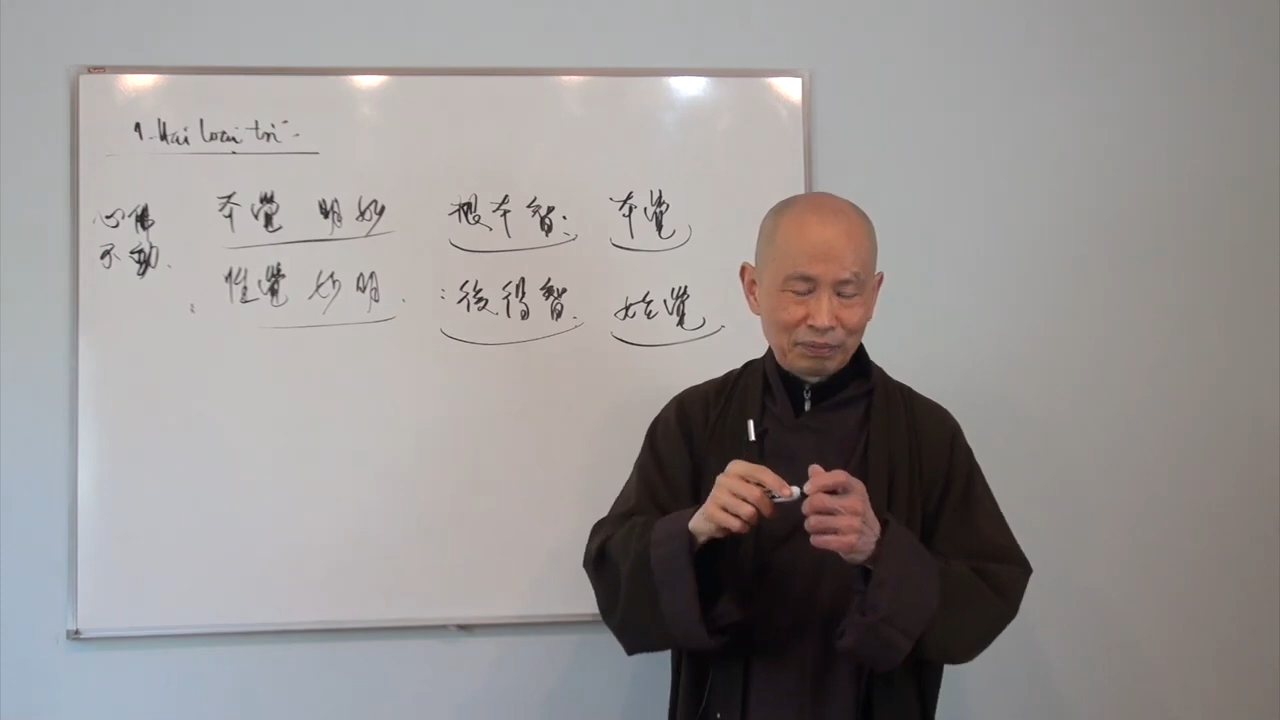 1. Hai loại trí
心佛 本覺 明妙 根本智: 本覺
不動. 性覺 妙明. : 後得智. 始覺.